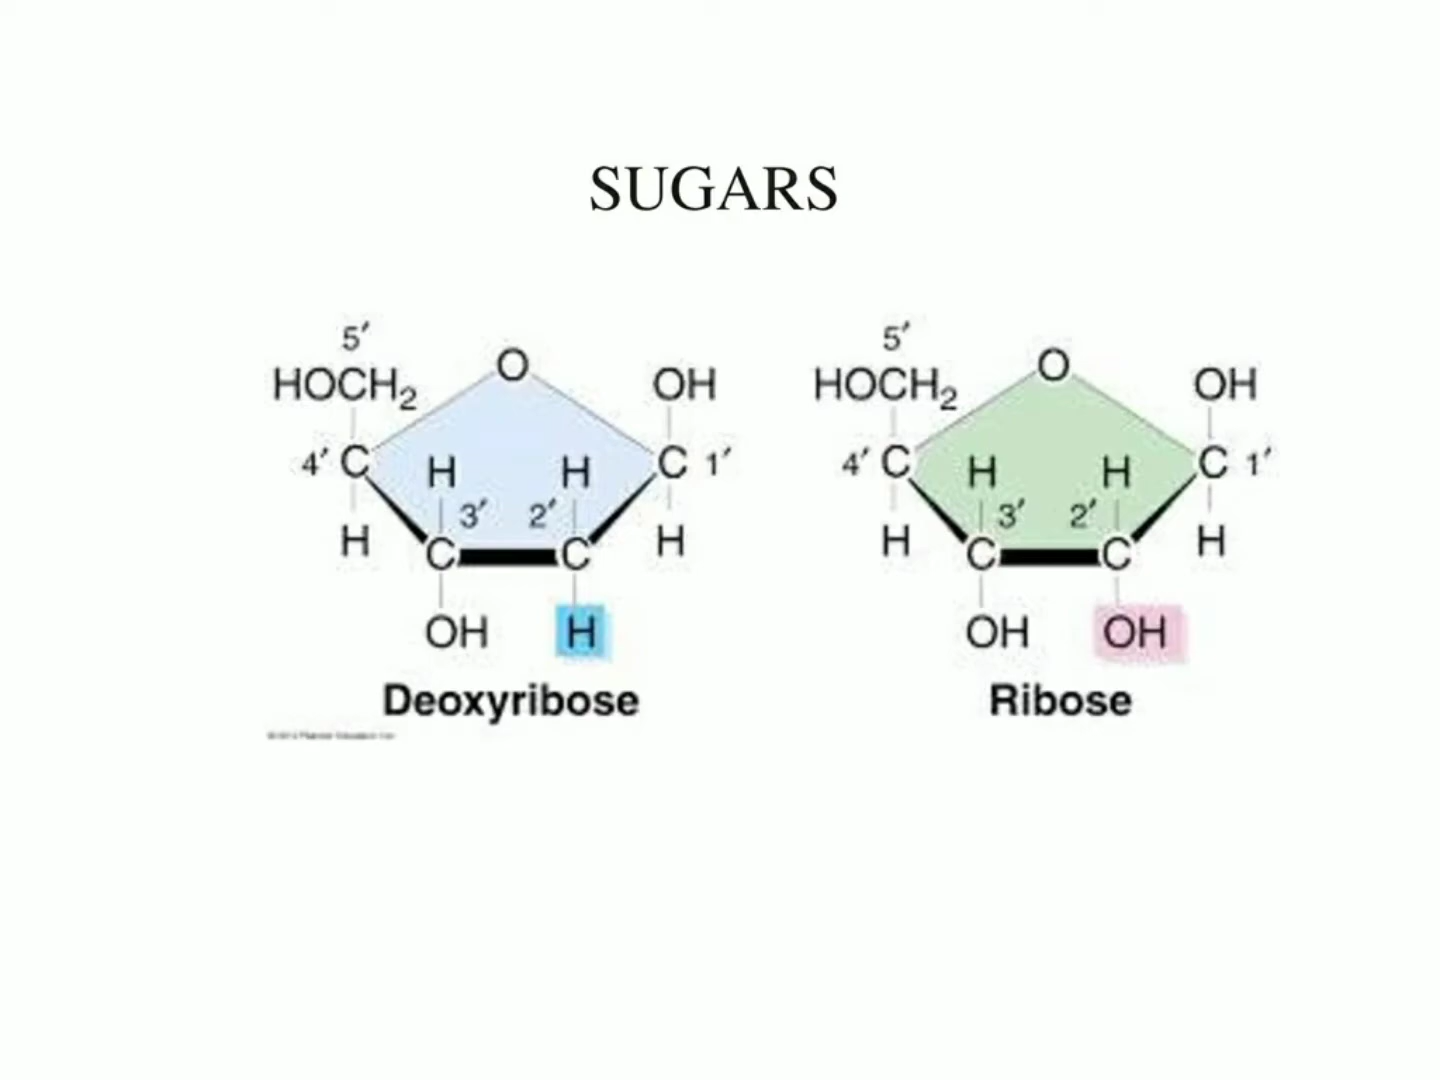 SUGARS
5′ 5′
HOCH₂ O OH HOCH₂ O OH
4′ C H H C 1′ 4′ C H H C 1′
3′ 2′ 3′ 2′
H C C H H C C H
OH H OH OH
Deoxyribose Ribose